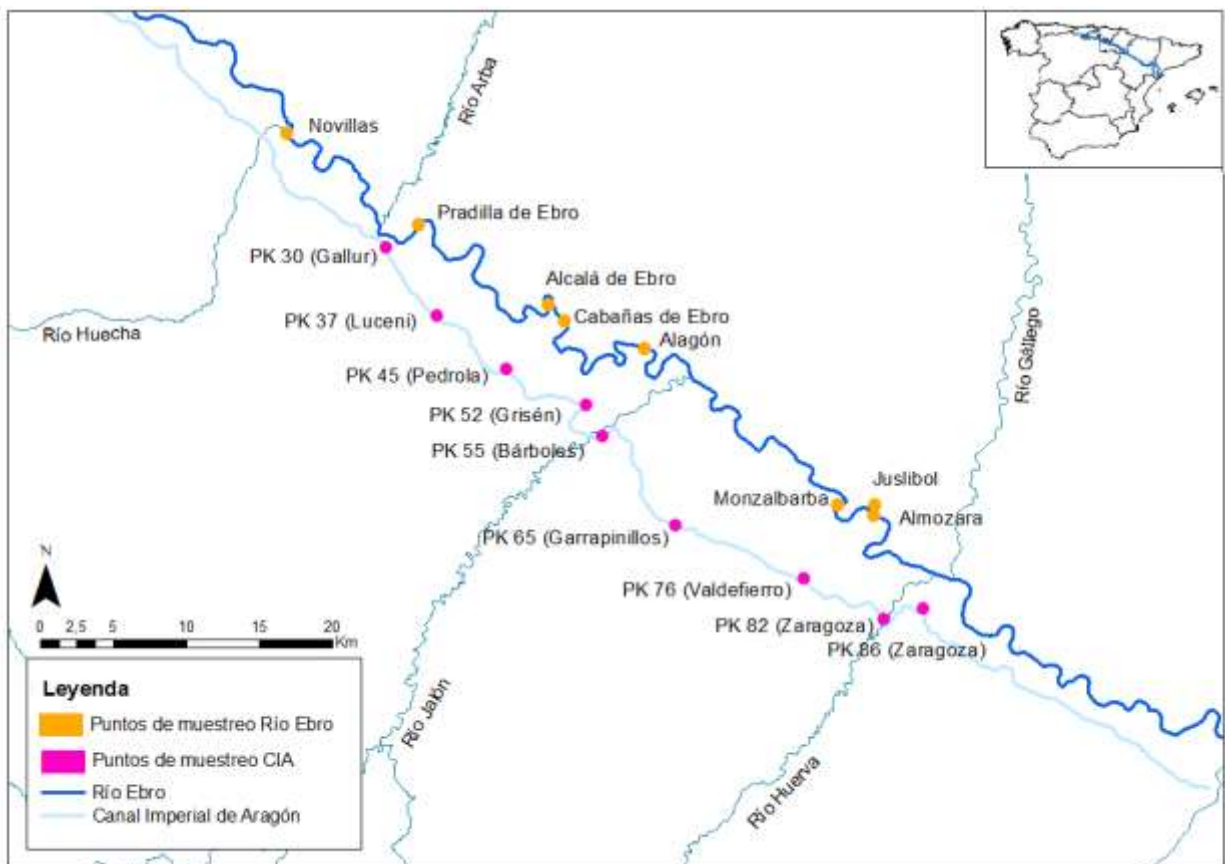 Río Arba
Novillas
Pradilla de Ebro
PK 30 (Gallur)
Alcalá de Ebro
PK 37 (Luceni)
Cabañas de Ebro
Río Huecha
Alagón
Río Gállego
PK 45 (Pedrola)
PK 52 (Grisén)
PK 55 (Bárboles)
Juslibol
Monzalbarba
Almozara
PK 65 (Garrapinillos)
N
PK 76 (Valdefierro)
PK 82 (Zaragoza)
PK 86 (Zaragoza)
0 2,5 5 10 15 20
Km
Río Jalón
Río Huerva
Leyenda
Puntos de muestreo Río Ebro
Puntos de muestreo CIA
Río Ebro
Canal Imperial de Aragón